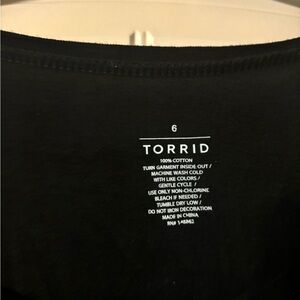 6
TORRID
100% COTTON
TURN GARMENT INSIDE OUT /
MACHINE WASH COLD
WITH LIKE COLORS /
GENTLE CYCLE /
USE ONLY NON-CHLORINE
BLEACH IF NEEDED /
TUMBLE DRY LOW /
DO NOT IRON DECORATION
MADE IN CHINA
RN#